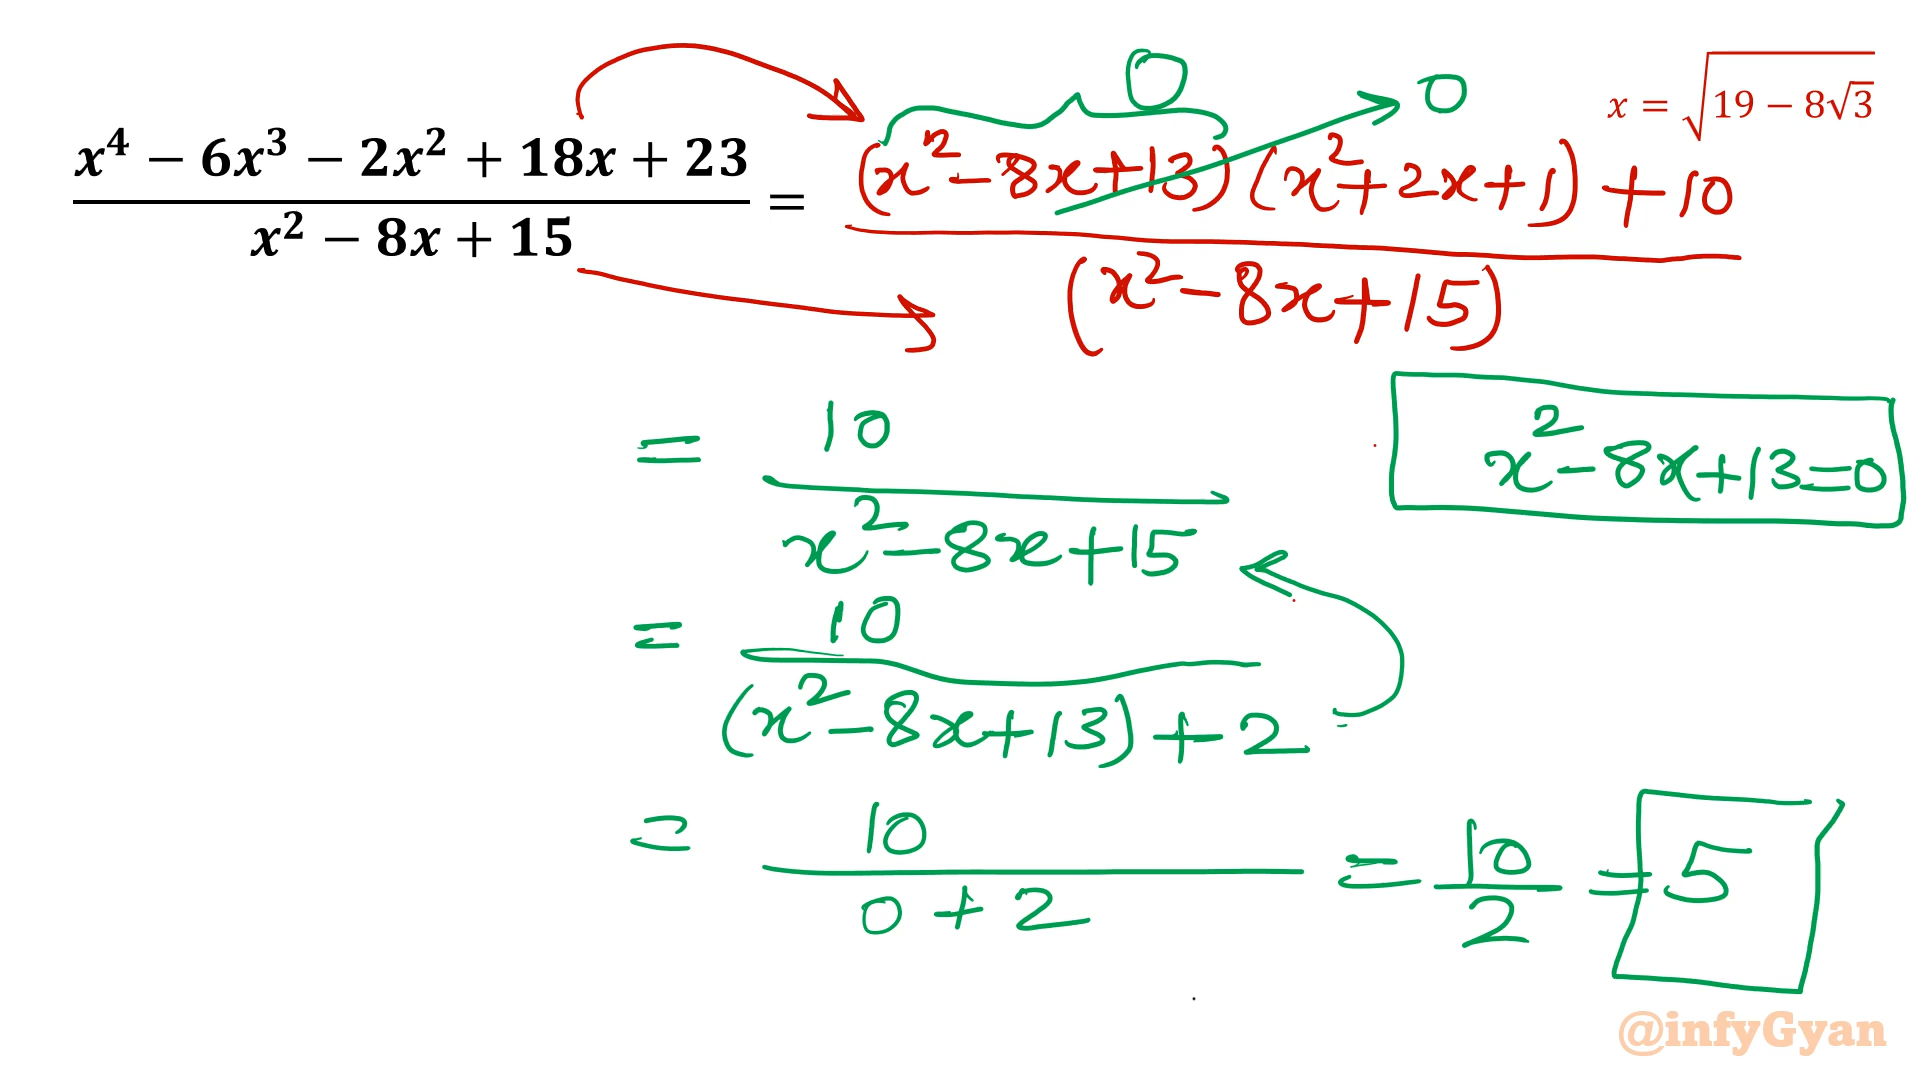 x = √(19 − 8√3)
0
0
(x⁴ − 6x³ − 2x² + 18x + 23) / (x² − 8x + 15) = ((x² − 8x + 13)(x² + 2x + 1) + 10) / (x² − 8x + 15)
= 10 / (x² − 8x + 15)
x² − 8x + 13 = 0
= 10 / ((x² − 8x + 13) + 2)
= 10 / (0 + 2) = 10/2 = 5
@infyGyan